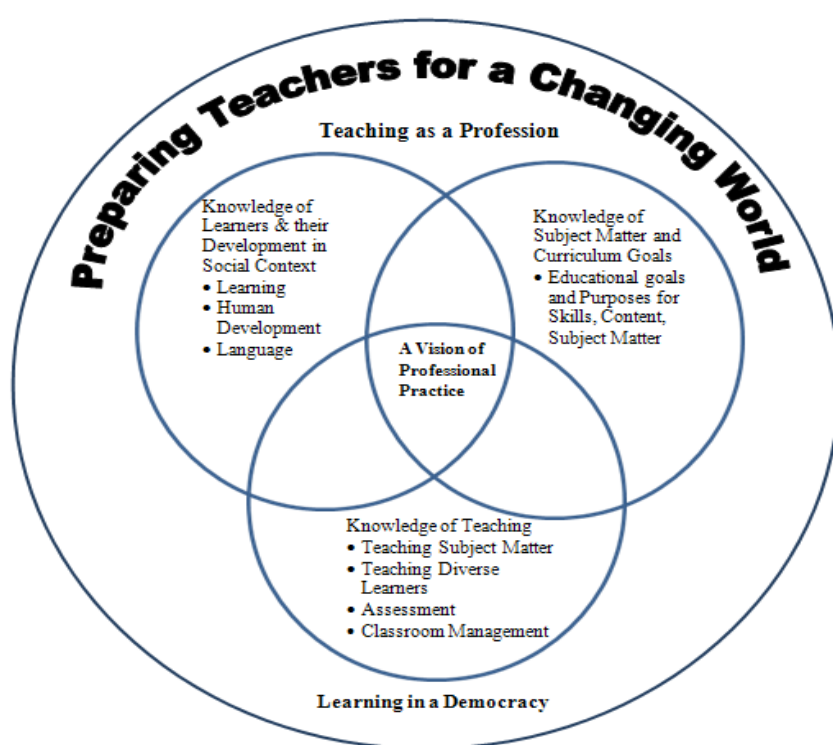 Preparing Teachers for a Changing World
Teaching as a Profession
Knowledge of
Learners & their
Development in
Social Context
• Learning
• Human
Development
• Language
Knowledge of
Subject Matter and
Curriculum Goals
• Educational goals
and Purposes for
Skills, Content,
Subject Matter
A Vision of
Professional
Practice
Knowledge of Teaching
• Teaching Subject Matter
• Teaching Diverse
Learners
• Assessment
• Classroom Management
Learning in a Democracy